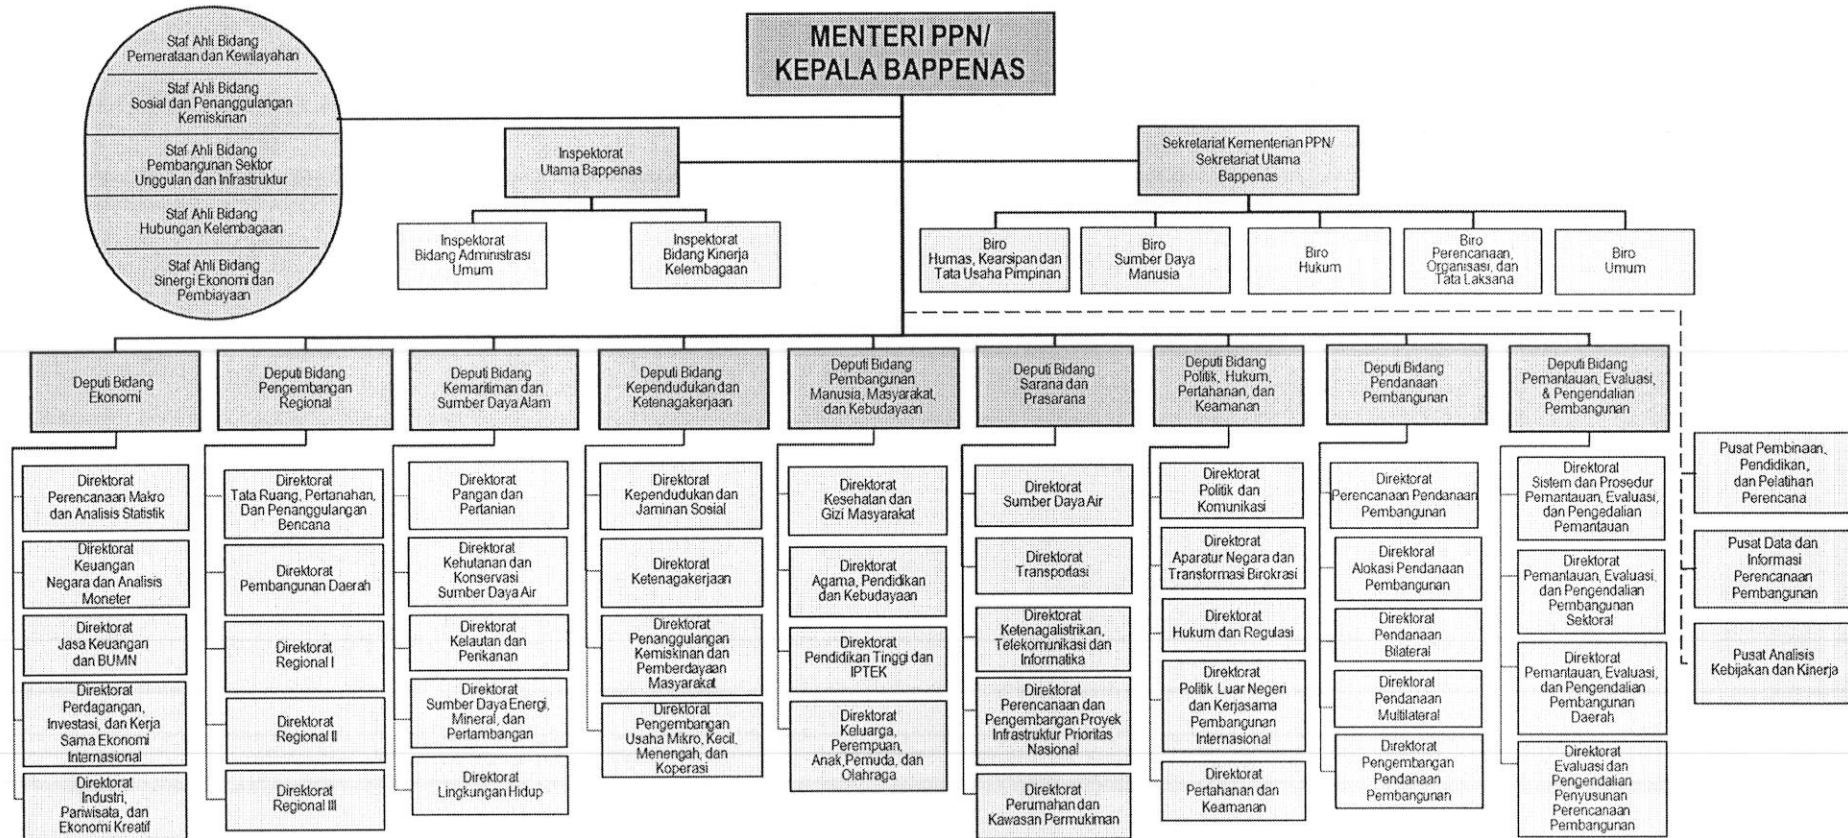 MENTERI PPN/
KEPALA BAPPENAS
Staf Ahli Bidang
Pemerataan dan Kewilayahan
Staf Ahli Bidang
Sosial dan Penanggulangan
Kemiskinan
Staf Ahli Bidang
Pembangunan Sektor
Unggulan dan Infrastruktur
Staf Ahli Bidang
Hubungan Kelembagaan
Staf Ahli Bidang
Sinergi Ekonomi dan
Pembiayaan
Inspektorat
Utama Bappenas
Sekretariat Kementerian PPN/
Sekretariat Utama
Bappenas
Inspektorat
Bidang Administrasi
Umum
Inspektorat
Bidang Kinerja
Kelembagaan
Biro
Humas, Kearsipan dan
Tata Usaha Pimpinan
Biro
Sumber Daya
Manusia
Biro
Hukum
Biro
Perencanaan,
Organisasi, dan
Tata Laksana
Biro
Umum
Deputi Bidang
Ekonomi
Direktorat
Perencanaan Makro
dan Analisis Statistik
Direktorat
Keuangan
Negara dan Analisis
Moneter
Direktorat
Jasa Keuangan
dan BUMN
Direktorat
Perdagangan,
Investasi, dan Kerja
Sama Ekonomi
Internasional
Direktorat
Industri,
Pariwisata, dan
Ekonomi Kreatif
Deputi Bidang
Pengembangan
Regional
Direktorat
Tata Ruang, Pertanahan,
Dan Penanggulangan
Bencana
Direktorat
Pembangunan Daerah
Direktorat
Regional I
Direktorat
Regional II
Direktorat
Regional III
Deputi Bidang
Kemaritiman dan
Sumber Daya Alam
Direktorat
Pangan dan
Pertanian
Direktorat
Kehutanan dan
Konservasi
Sumber Daya Air
Direktorat
Kelautan dan
Perikanan
Direktorat
Sumber Daya Energi,
Mineral, dan
Pertambangan
Direktorat
Lingkungan Hidup
Deputi Bidang
Kependudukan dan
Ketenagakerjaan
Direktorat
Kependudukan dan
Jaminan Sosial
Direktorat
Ketenagakerjaan
Direktorat
Penanggulangan
Kemiskinan dan
Pemberdayaan
Masyarakat
Direktorat
Pengembangan
Usaha Mikro, Kecil,
Menengah, dan
Koperasi
Deputi Bidang
Pembangunan
Manusia, Masyarakat,
dan Kebudayaan
Direktorat
Kesehatan dan
Gizi Masyarakat
Direktorat
Agama, Pendidikan
dan Kebudayaan
Direktorat
Pendidikan Tinggi dan
IPTEK
Direktorat
Keluarga,
Perempuan,
Anak,Pemuda, dan
Olahraga
Deputi Bidang
Sarana dan
Prasarana
Direktorat
Sumber Daya Air
Direktorat
Transportasi
Direktorat
Ketenagalistrikan,
Telekomunikasi dan
Informatika
Direktorat
Perencanaan dan
Pengembangan Proyek
Infrastruktur Prioritas
Nasional
Direktorat
Perumahan dan
Kawasan Permukiman
Deputi Bidang
Politik, Hukum,
Pertahanan, dan
Keamanan
Direktorat
Politik dan
Komunikasi
Direktorat
Aparatur Negara dan
Transformasi Birokrasi
Direktorat
Hukum dan Regulasi
Direktorat
Politik Luar Negeri
dan Kerjasama
Pembangunan
Internasional
Direktorat
Pertahanan dan
Keamanan
Deputi Bidang
Pendanaan
Pembangunan
Direktorat
Perencanaan Pendanaan
Pembangunan
Direktorat
Alokasi Pendanaan
Pembangunan
Direktorat
Pendanaan
Bilateral
Direktorat
Pendanaan
Multilateral
Direktorat
Pengembangan
Pendanaan
Pembangunan
Deputi Bidang
Pemantauan, Evaluasi,
& Pengendalian
Pembangunan
Direktorat
Sistem dan Prosedur
Pemantauan, Evaluasi,
dan Pengedalian
Pemantauan
Direktorat
Pemantauan, Evaluasi,
dan Pengendalian
Pembangunan
Sektoral
Direktorat
Pemantauan, Evaluasi,
dan Pengendalian
Pembangunan
Daerah
Direktorat
Evaluasi dan
Pengendalian
Penyusunan
Perencanaan
Pembangunan
Pusat Pembinaan,
Pendidikan,
dan Pelatihan
Perencana
Pusat Data dan
Informasi
Perencanaan
Pembangunan
Pusat Analisis
Kebijakan dan Kinerja